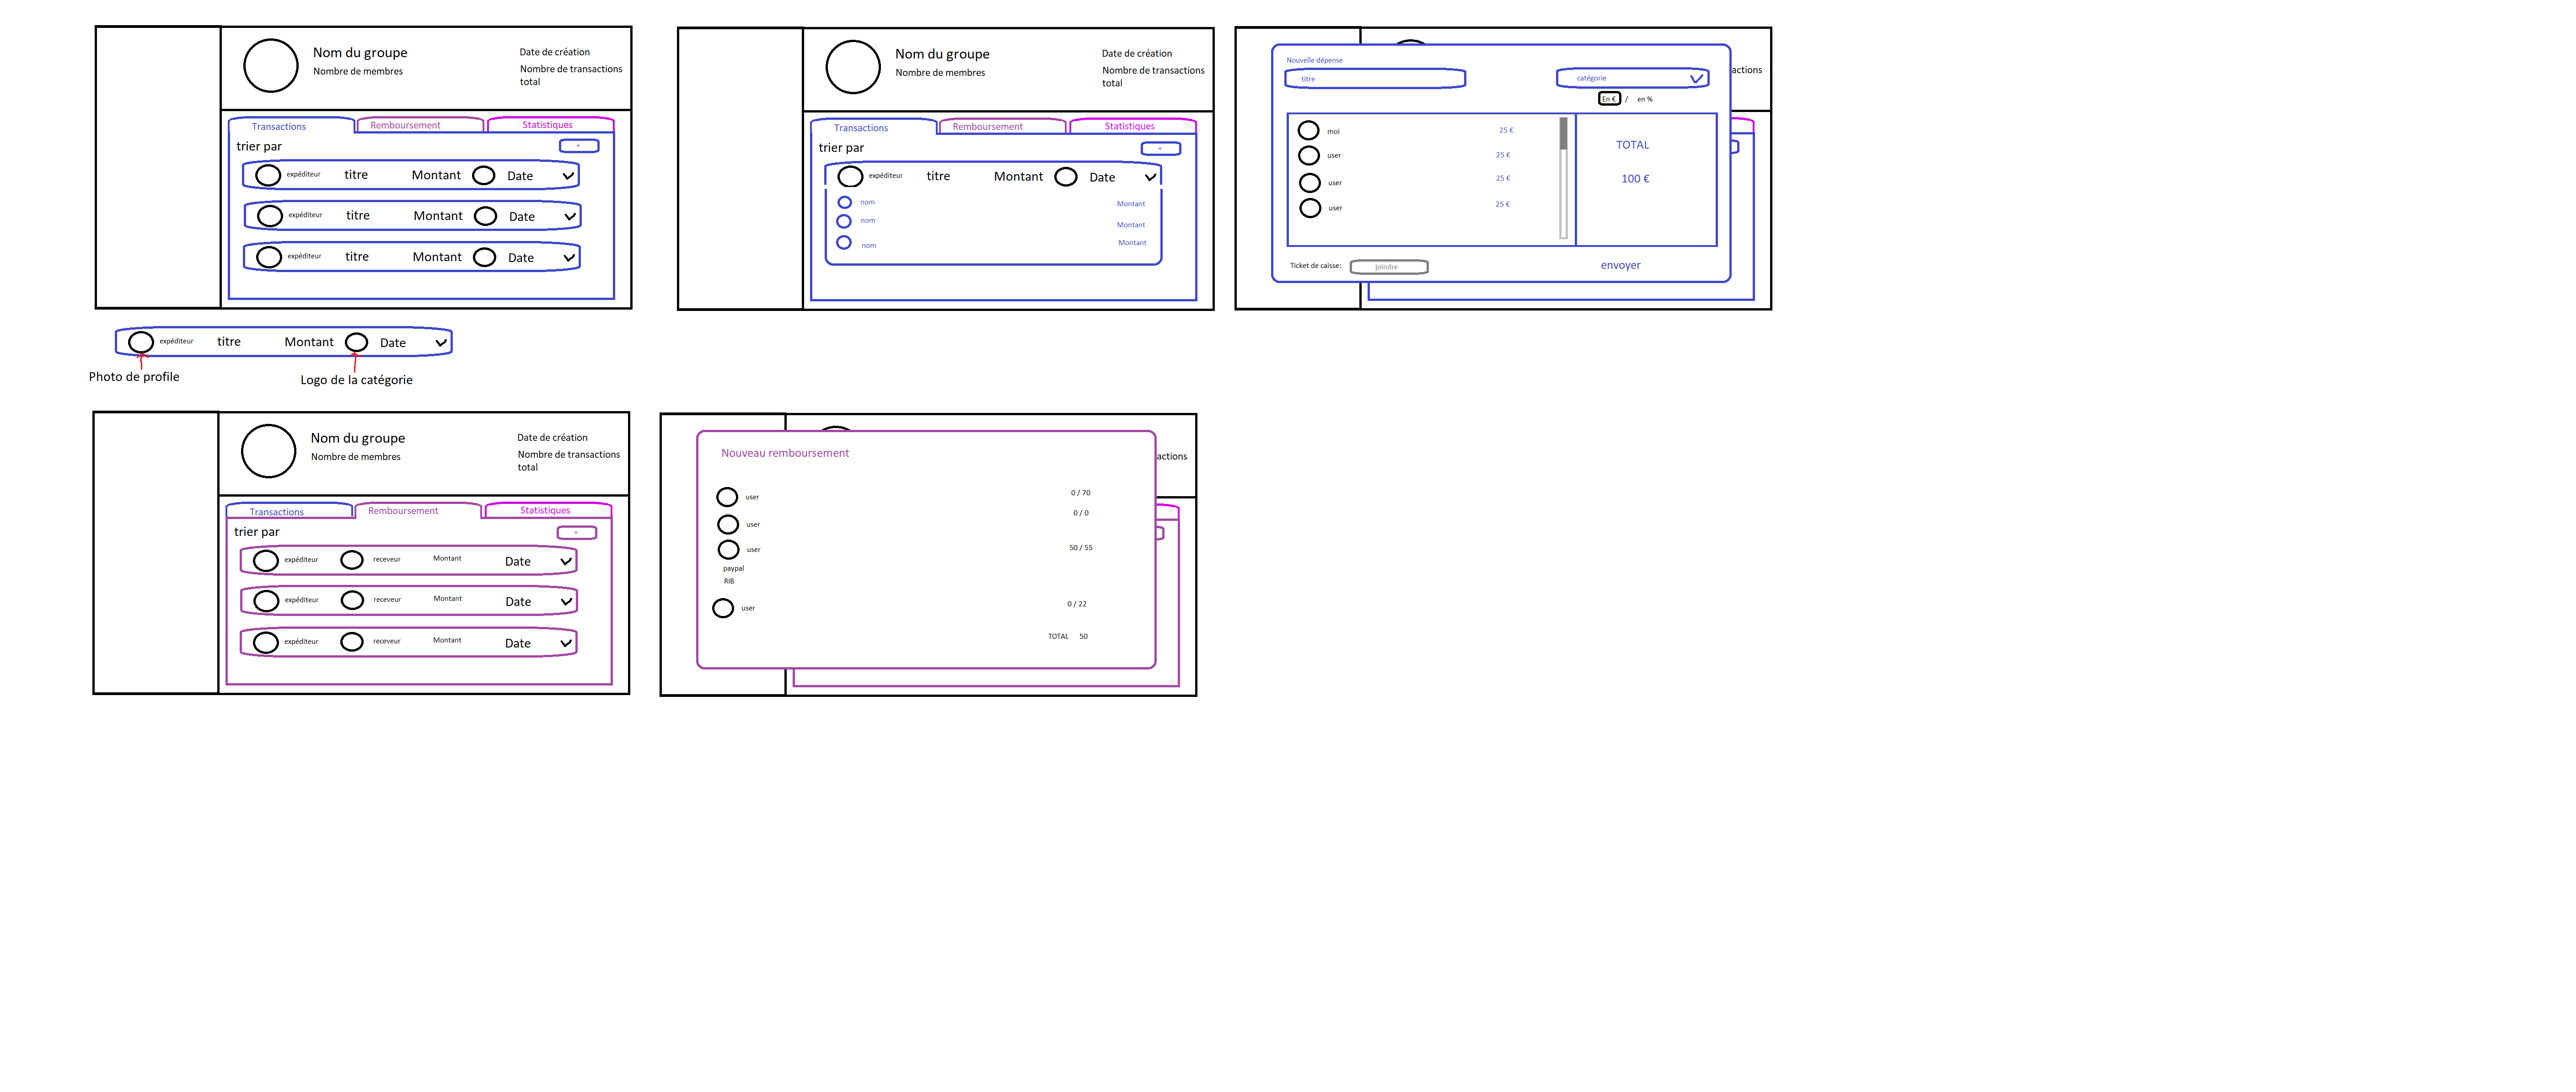 Nom du groupe
Nombre de membres
Date de création
Nombre de transactions
total
Transactions
Remboursement
Statistiques
trier par
+
expéditeur titre Montant Date
expéditeur titre Montant Date
expéditeur titre Montant Date
Nom du groupe
Nombre de membres
Date de création
Nombre de transactions
total
Transactions
Remboursement
Statistiques
trier par
+
expéditeur titre Montant Date
nom Montant
nom Montant
nom Montant
actions
Nouvelle dépense
titre
catégorie
En € / en %
moi 25 €
user 25 €
user 25 €
user 25 €
TOTAL
100 €
Ticket de caisse: joindre
envoyer
expéditeur titre Montant Date
Photo de profile
Logo de la catégorie
Nom du groupe
Nombre de membres
Date de création
Nombre de transactions
total
Transactions
Remboursement
Statistiques
trier par
+
expéditeur receveur Montant Date
expéditeur receveur Montant Date
expéditeur receveur Montant Date
actions
Nouveau remboursement
user 0 / 70
user 0 / 0
user 50 / 55
paypal
RIB
user 0 / 22
TOTAL 50